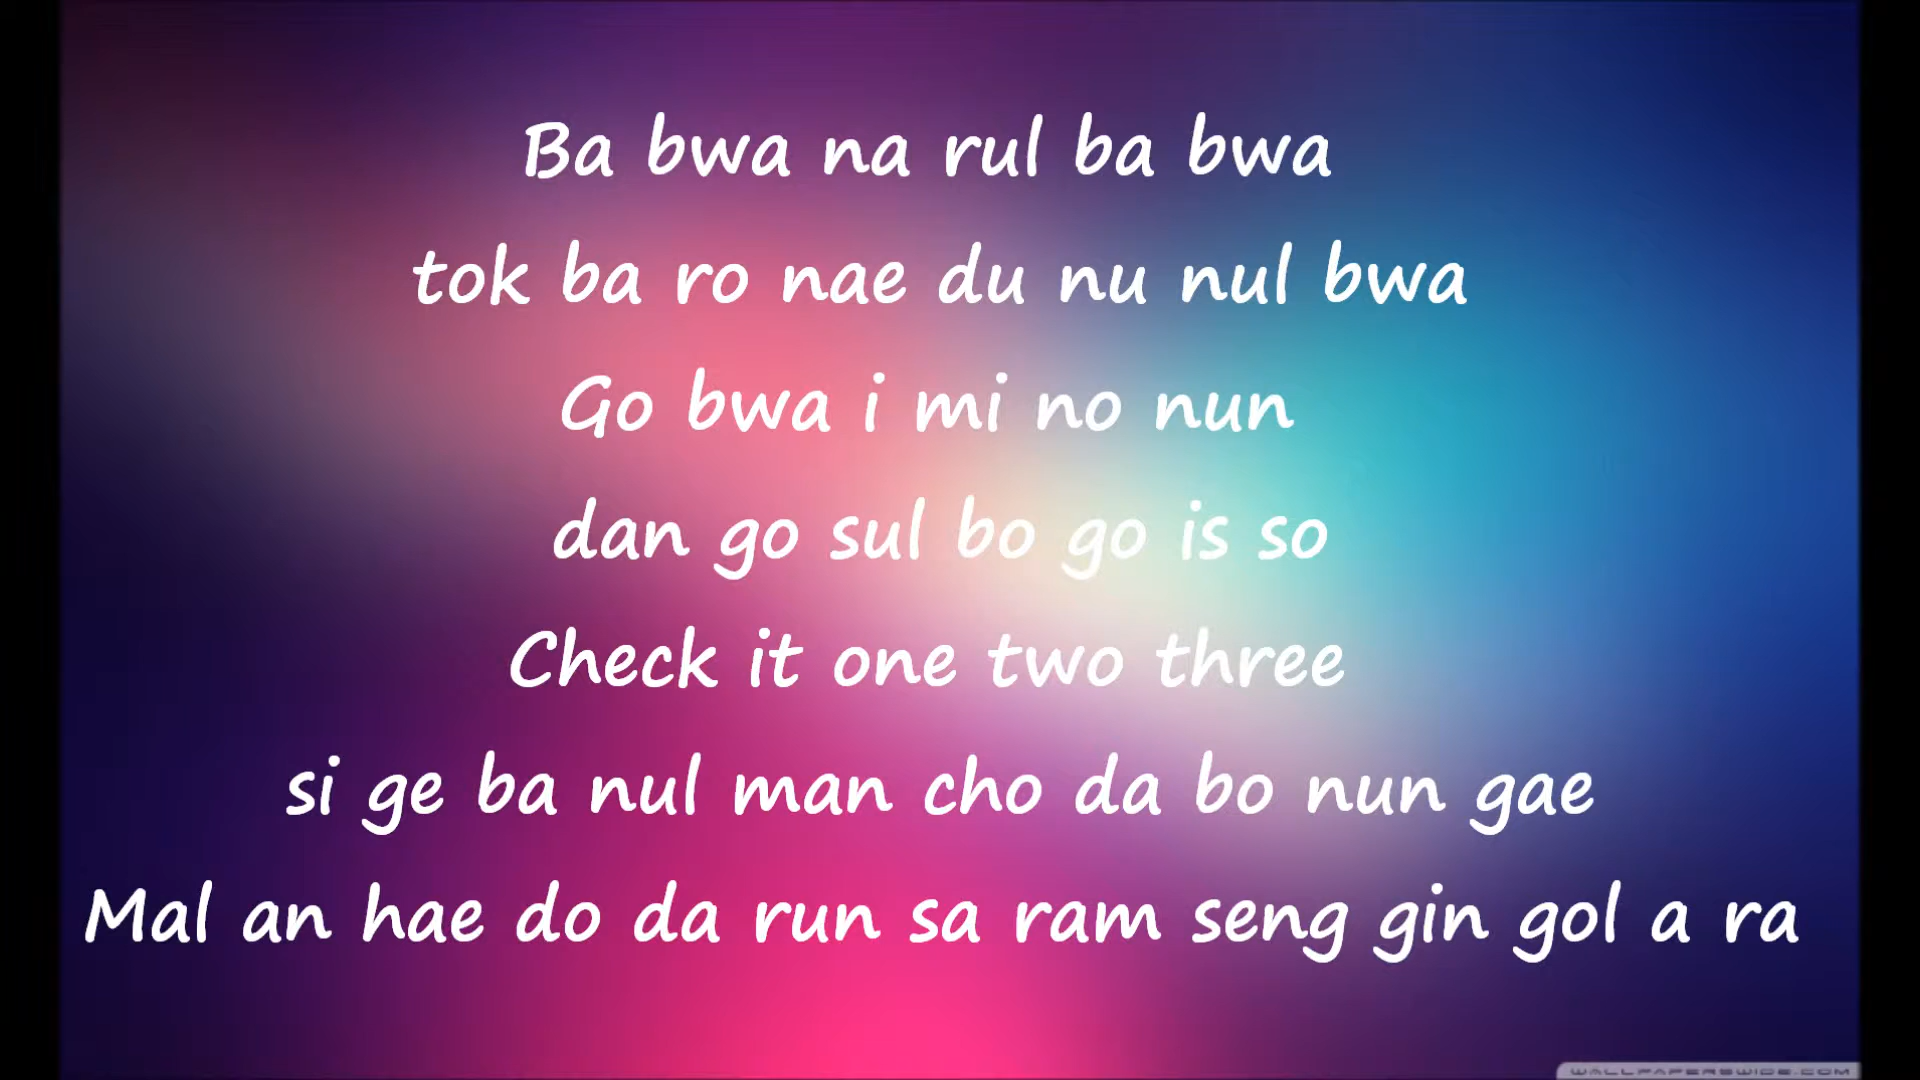 Ba bwa na rul ba bwa
tok ba ro nae du nu nul bwa
Go bwa i mi no nun
dan go sul bo go is so
Check it one two three
si ge ba nul man cho da bo nun gae
Mal an hae do da run sa ram seng gin gol a ra
WALLPAPERSWIDE.COM